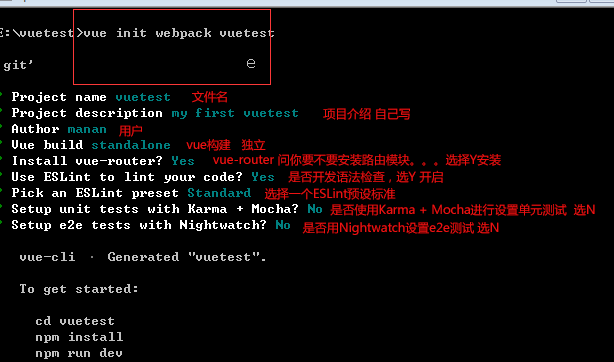 E:\vuetest>vue init webpack vuetest
e
git'
Project name vuetest 文件名
Project description my first vuetest 项目介绍 自己写
Author manan 用户
Vue build standalone vue构建 独立
Install vue-router? Yes vue-router 问你要不要安装路由模块。。。选择Y安装
Use ESLint to lint your code? Yes 是否开发语法检查，选Y 开启
Pick an ESLint preset Standard 选择一个ESLint预设标准
Setup unit tests with Karma + Mocha? No 是否使用Karma + Mocha进行设置单元测试 选N
Setup e2e tests with Nightwatch? No 是否用Nightwatch设置e2e测试 选N
vue-cli · Generated "vuetest".
To get started:
cd vuetest
npm install
npm run dev